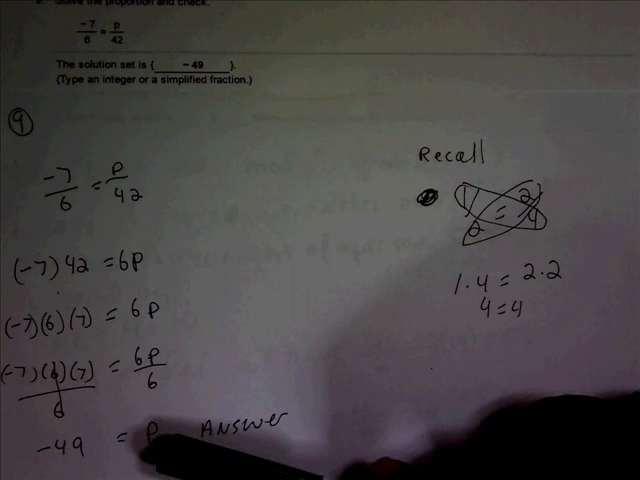 Solve the proportion and check.
-7/6 = P/42
The solution set is { -49 }.
(Type an integer or a simplified fraction.)
9
-7/6 = P/42
(-7)42 = 6P
(-7)(6)(7) = 6P
(-7)(6)(7)/6 = 6P/6
-49 = P Answer
Recall
1/2 = 2/4
1·4 = 2·2
4=4